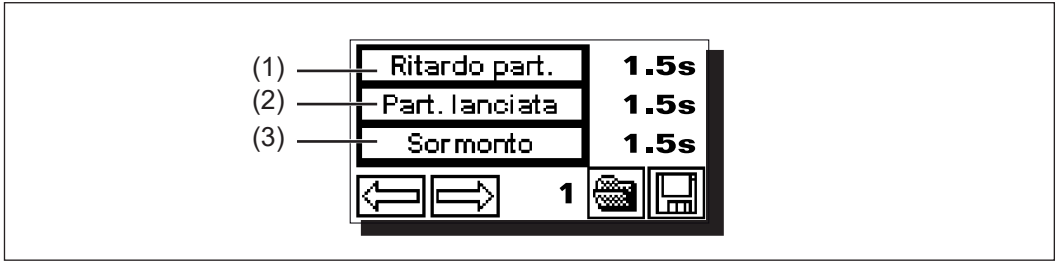 (1) Ritardo part. 1.5s
(2) Part. lanciata 1.5s
(3) Sormonto 1.5s
1